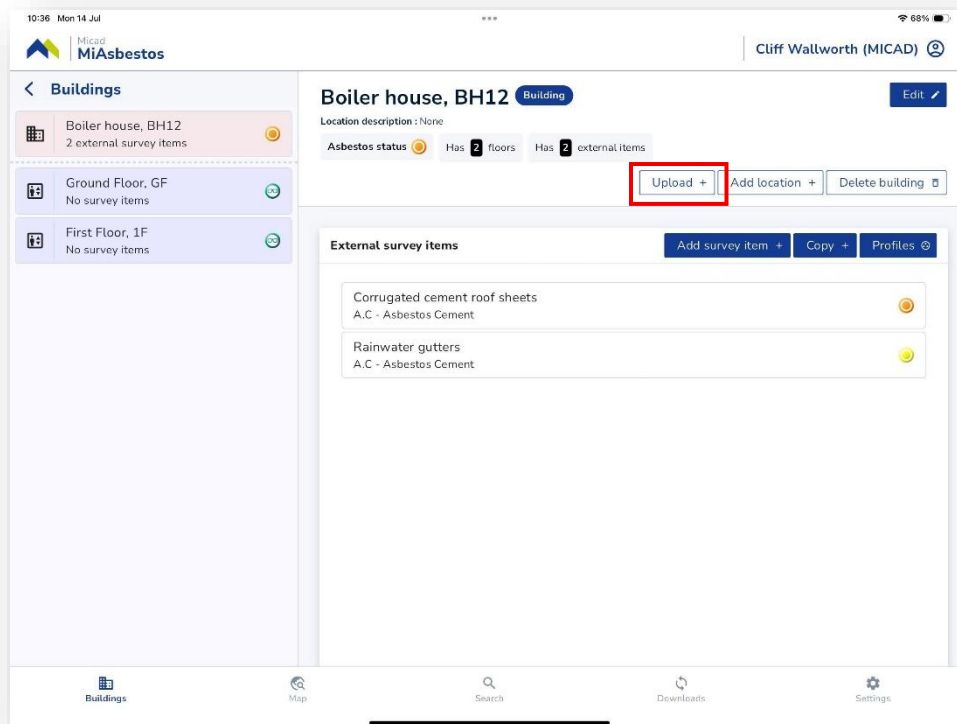 10:36 Mon 14 Jul
68%
Micad
MiAsbestos
Cliff Wallworth (MICAD)
Buildings
Boiler house, BH12
2 external survey items
Ground Floor, GF
No survey items
First Floor, 1F
No survey items
Boiler house, BH12 Building
Edit
Location description : None
Asbestos status Has 2 floors Has 2 external items
Upload + Add location + Delete building
External survey items Add survey item + Copy + Profiles
Corrugated cement roof sheets
A.C - Asbestos Cement
Rainwater gutters
A.C - Asbestos Cement
Buildings Map Search Downloads Settings